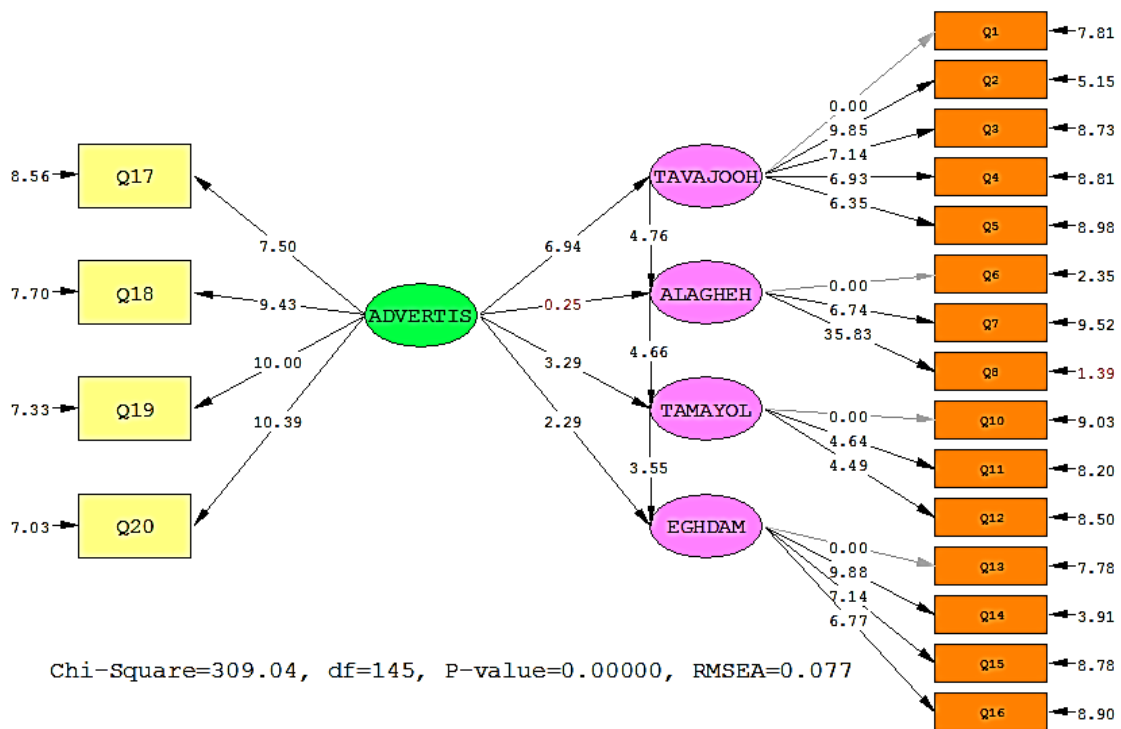 Q1
7.81
Q2
5.15
0.00
9.85
Q3
8.73
7.14
8.56
Q17
TAVAJOOH
Q4
8.81
6.93
6.35
Q5
8.98
7.50
6.94
4.76
Q6
2.35
0.00
7.70
Q18
9.43
ADVERTIS
0.25
ALAGHEH
6.74
Q7
9.52
35.83
10.00
3.29
4.66
Q8
1.39
7.33
Q19
10.39
2.29
TAMAYOL
0.00
Q10
9.03
4.64
4.49
Q11
8.20
3.55
Q12
8.50
7.03
Q20
EGHDAM
0.00
Q13
7.78
9.88
7.14
6.77
Q14
3.91
Q15
8.78
Q16
8.90
Chi-Square=309.04, df=145, P-value=0.00000, RMSEA=0.077